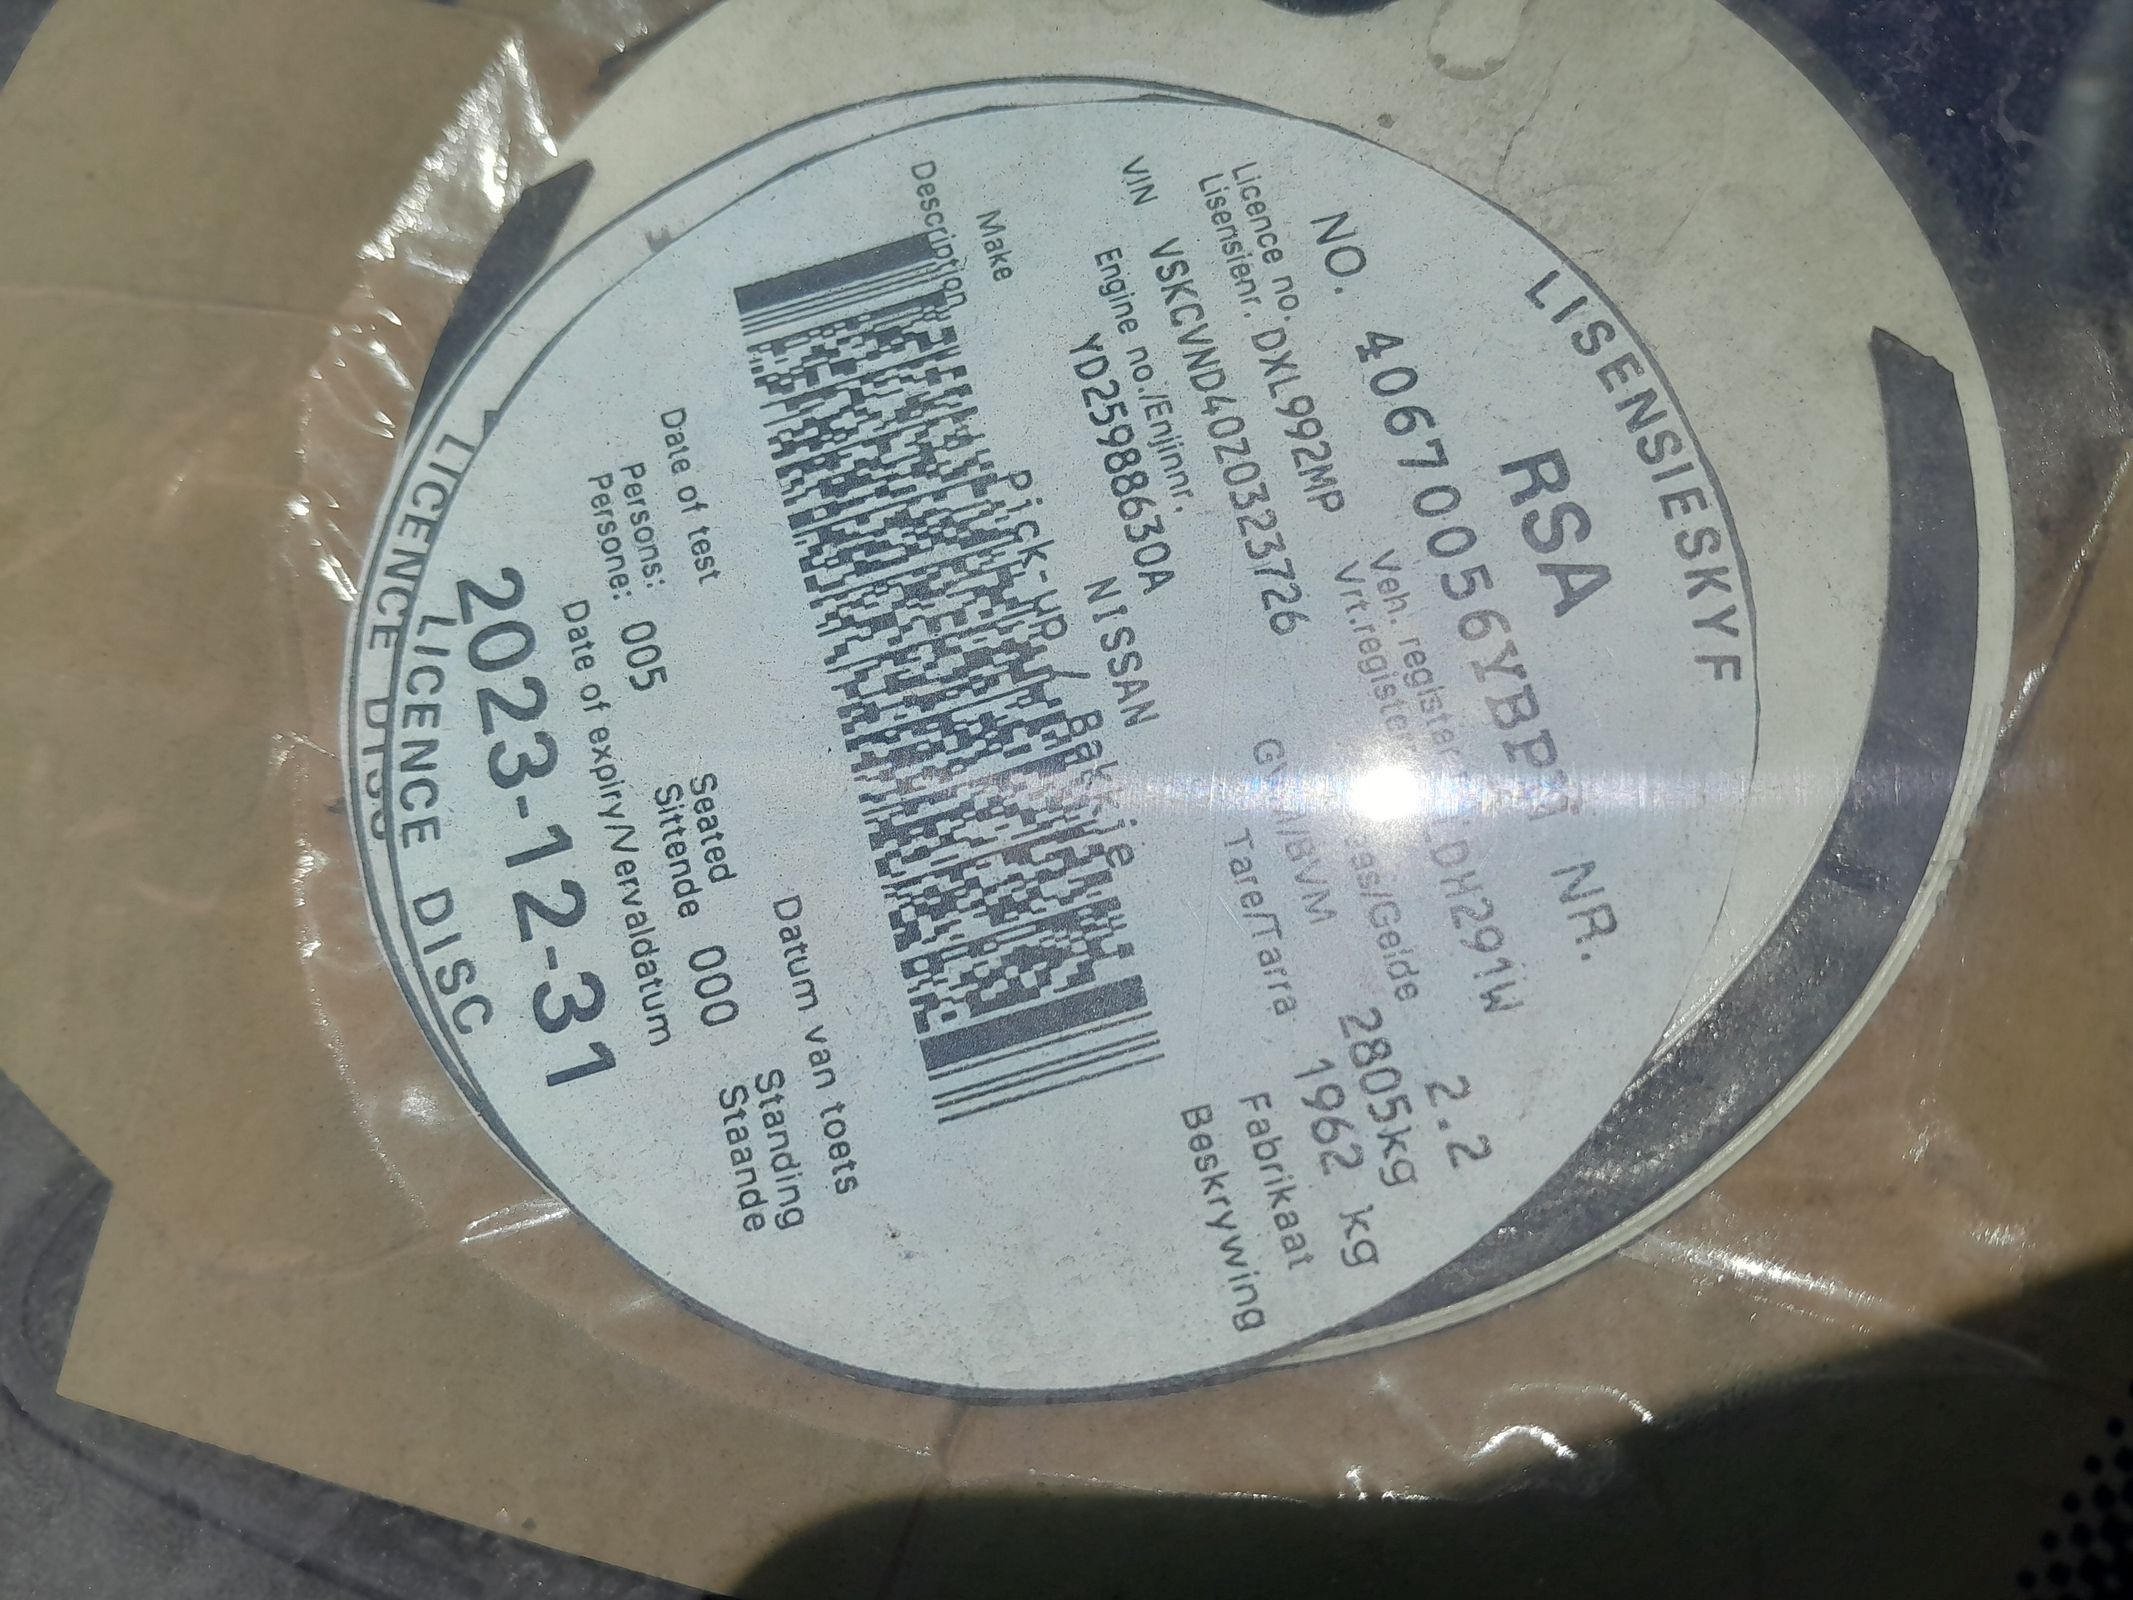 LISENSIESKYF
RSA 2.2
NO. 40670056YBPM NR.
Licence no.
Lisensienr. DXL992MP
Veh. register
Vrt.register DH291W
VIN VSKCVND40Z0323726
Engine no./Enjinnr.
YD25988630A
GVM/BVM 2805kg
Tare/Tarra 1962 kg
Make NISSAN Fabrikaat
Description Pick-up/Bakkie Beskrywing
Date of test Datum van toets
Persons: Seated Standing
Persone: 005 Sittende 000 Staande
Date of expiry/Vervaldatum
2023-12-31
LICENCE DISC
LICENCE DISC